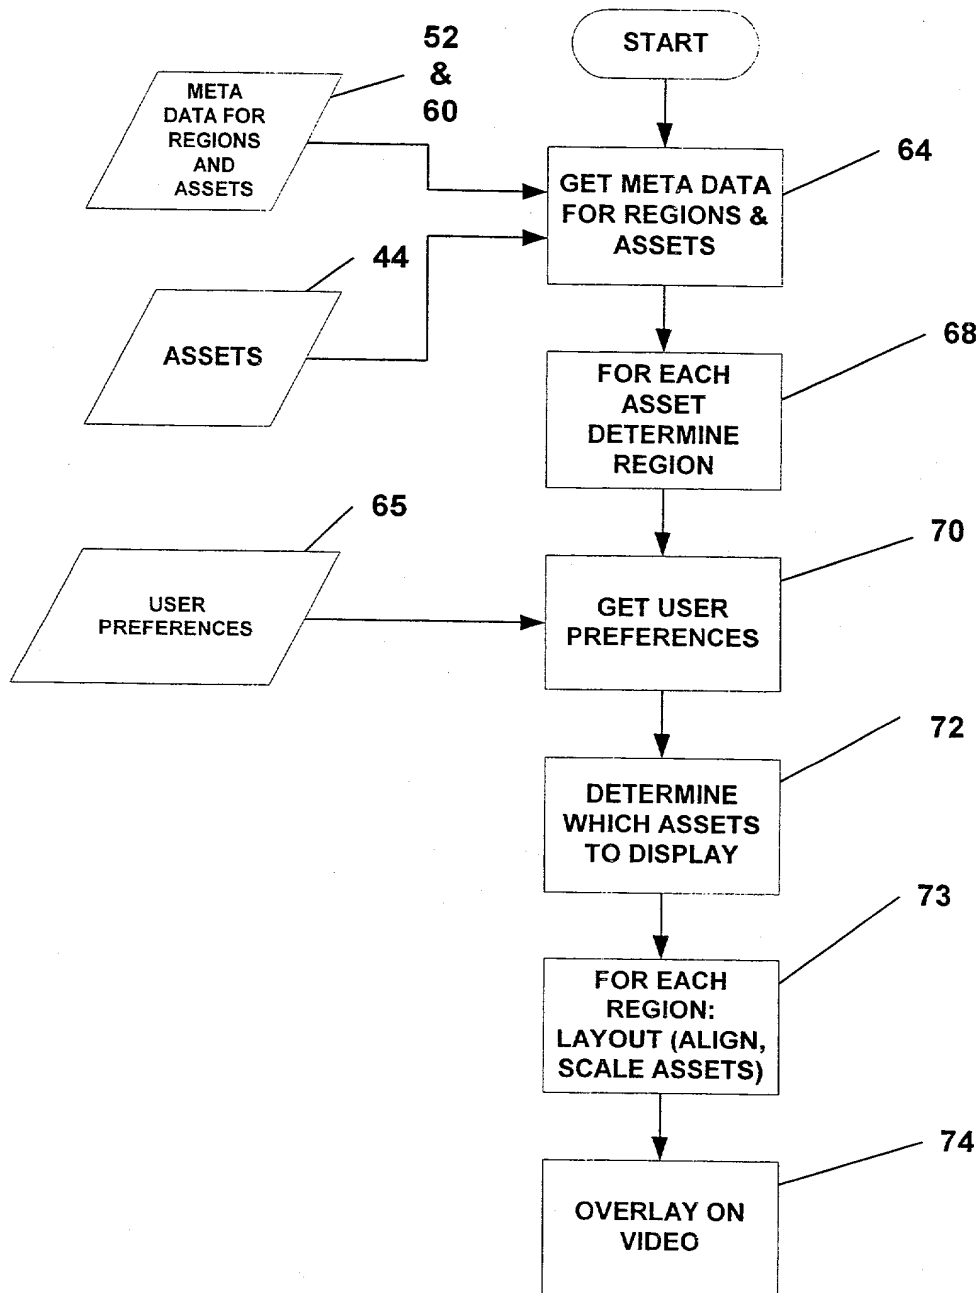 START
52
&
60
META
DATA FOR
REGIONS
AND
ASSETS
64
GET META DATA
FOR REGIONS &
ASSETS
44
ASSETS
68
FOR EACH
ASSET
DETERMINE
REGION
65
USER
PREFERENCES
70
GET USER
PREFERENCES
72
DETERMINE
WHICH ASSETS
TO DISPLAY
73
FOR EACH
REGION:
LAYOUT (ALIGN,
SCALE ASSETS)
74
OVERLAY ON
VIDEO